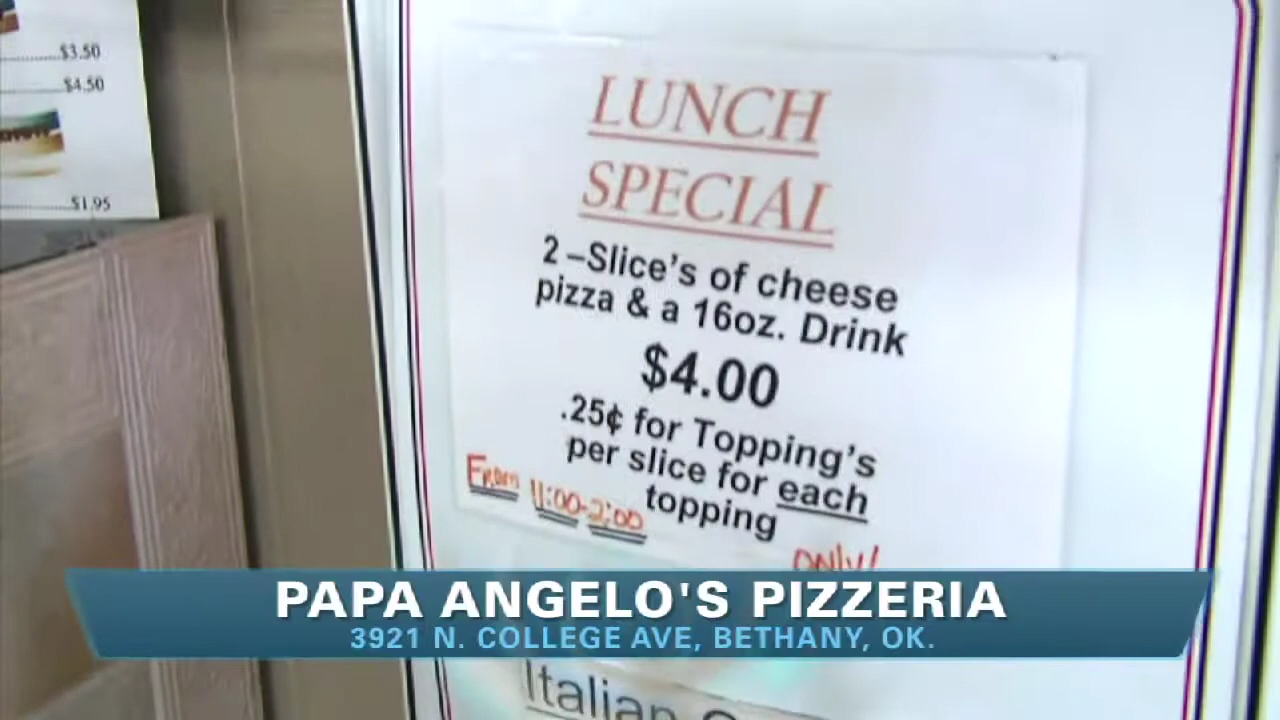 $3.50
$4.50
$1.95
LUNCH
SPECIAL
2 –Slice's of cheese
pizza & a 16oz. Drink
$4.00
.25¢ for Topping's
per slice for each
topping
From 11:00-2:00
ONly!
PAPA ANGELO'S PIZZERIA
3921 N. COLLEGE AVE, BETHANY, OK.
Italian